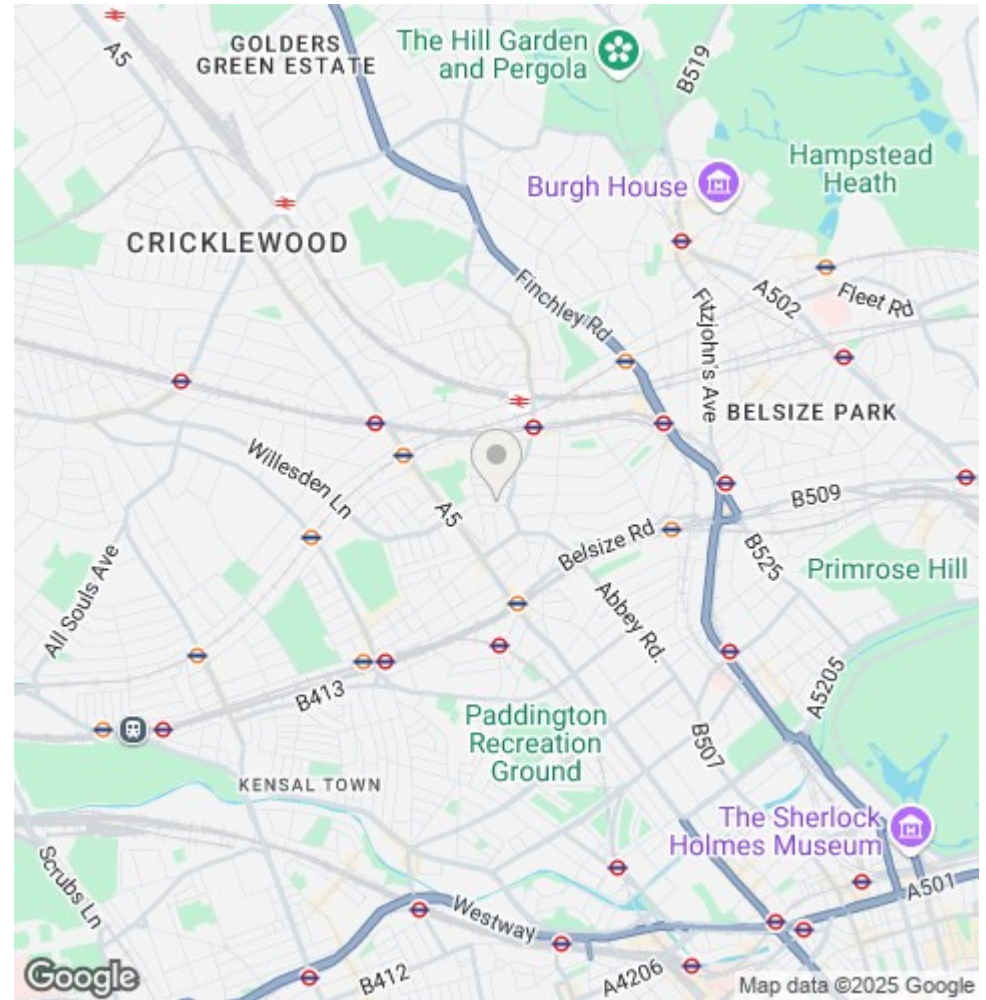 GOLDERS
GREEN ESTATE
The Hill Garden
and Pergola
A5
B519
Hampstead
Heath
Burgh House
CRICKLEWOOD
A502
Fleet Rd
Finchley Rd
Fitzjohn's Ave
BELSIZE PARK
Willesden Ln
A5
B509
Belsize Rd
B525
Primrose Hill
All Souls Ave
Abbey Rd.
A5205
B413
Paddington
Recreation
Ground
B507
KENSAL TOWN
The Sherlock
Holmes Museum
Scrubs Ln
A501
Westway
B412
A4206
Google
Map data ©2025 Google